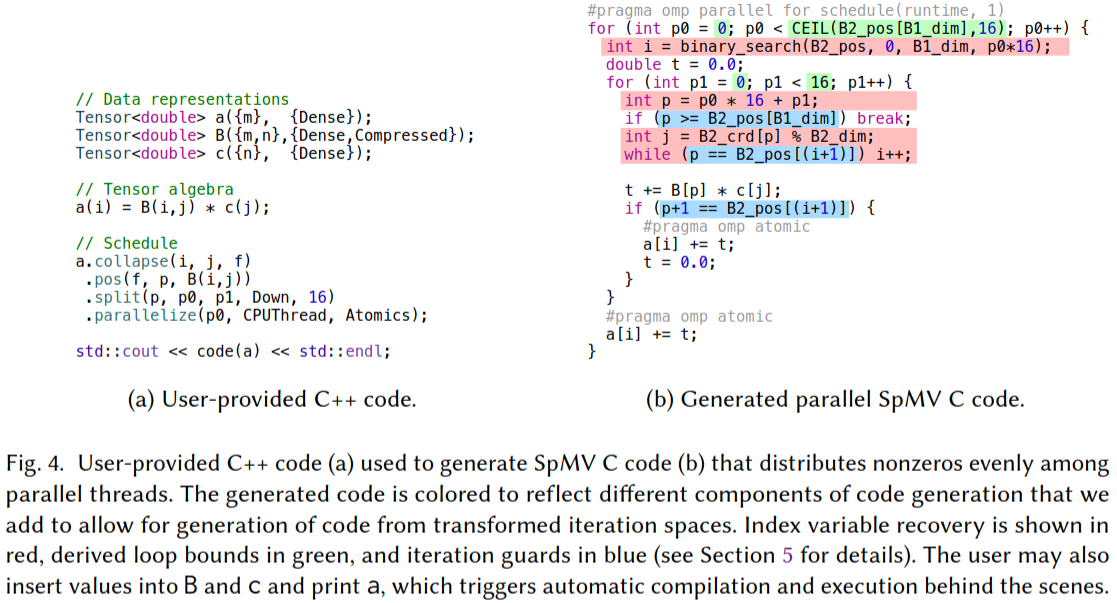 // Data representations
Tensor<double> a({m},  {Dense});
Tensor<double> B({m,n},{Dense,Compressed});
Tensor<double> c({n},  {Dense});
// Tensor algebra
a(i) = B(i,j) * c(j);
// Schedule
a.collapse(i, j, f)
 .pos(f, p, B(i,j))
 .split(p, p0, p1, Down, 16)
 .parallelize(p0, CPUThread, Atomics);
std::cout << code(a) << std::endl;
(a) User-provided C++ code.
#pragma omp parallel for schedule(runtime, 1)
for (int p0 = 0; p0 < CEIL(B2_pos[B1_dim],16); p0++) {
  int i = binary_search(B2_pos, 0, B1_dim, p0*16);
  double t = 0.0;
  for (int p1 = 0; p1 < 16; p1++) {
    int p = p0 * 16 + p1;
    if (p >= B2_pos[B1_dim]) break;
    int j = B2_crd[p] % B2_dim;
    while (p == B2_pos[(i+1)]) i++;
    t += B[p] * c[j];
    if (p+1 == B2_pos[(i+1)]) {
      #pragma omp atomic
      a[i] += t;
      t = 0.0;
    }
  }
  #pragma omp atomic
  a[i] += t;
}
(b) Generated parallel SpMV C code.
Fig. 4. User-provided C++ code (a) used to generate SpMV C code (b) that distributes nonzeros evenly among
parallel threads. The generated code is colored to reflect different components of code generation that we
add to allow for generation of code from transformed iteration spaces. Index variable recovery is shown in
red, derived loop bounds in green, and iteration guards in blue (see Section 5 for details). The user may also
insert values into B and c and print a, which triggers automatic compilation and execution behind the scenes.